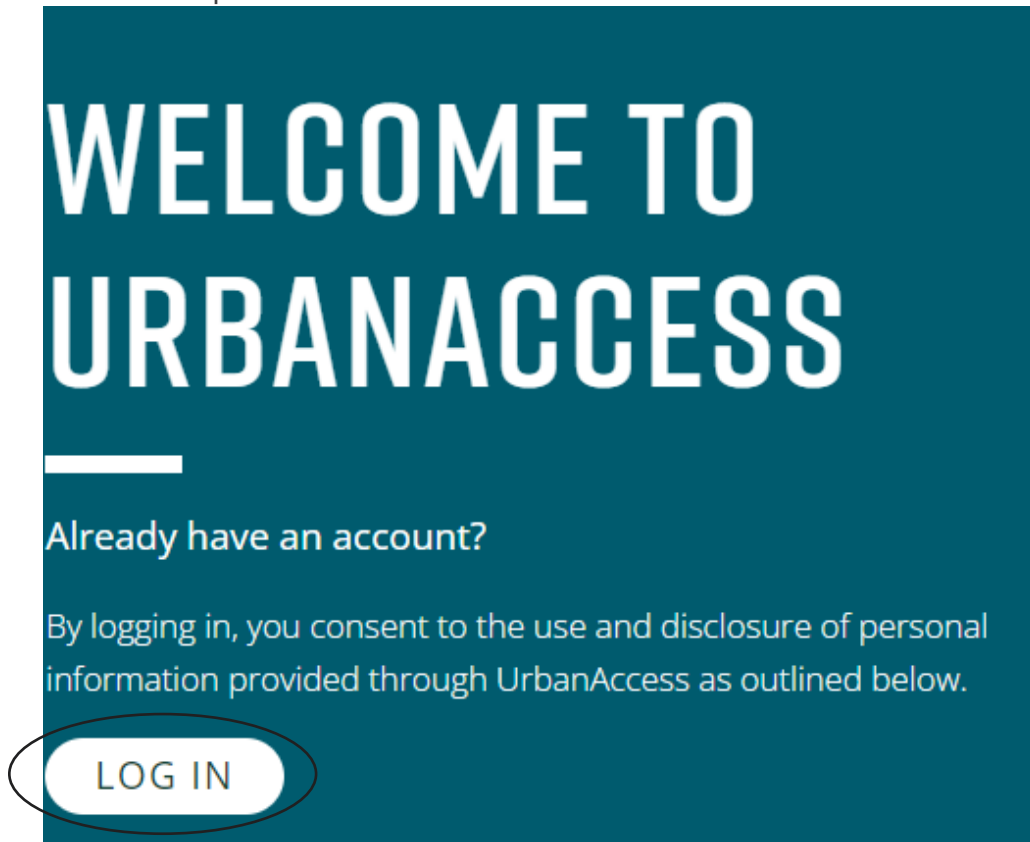 WELCOME TO
URBANACCESS
Already have an account?
By logging in, you consent to the use and disclosure of personal
information provided through UrbanAccess as outlined below.
LOG IN